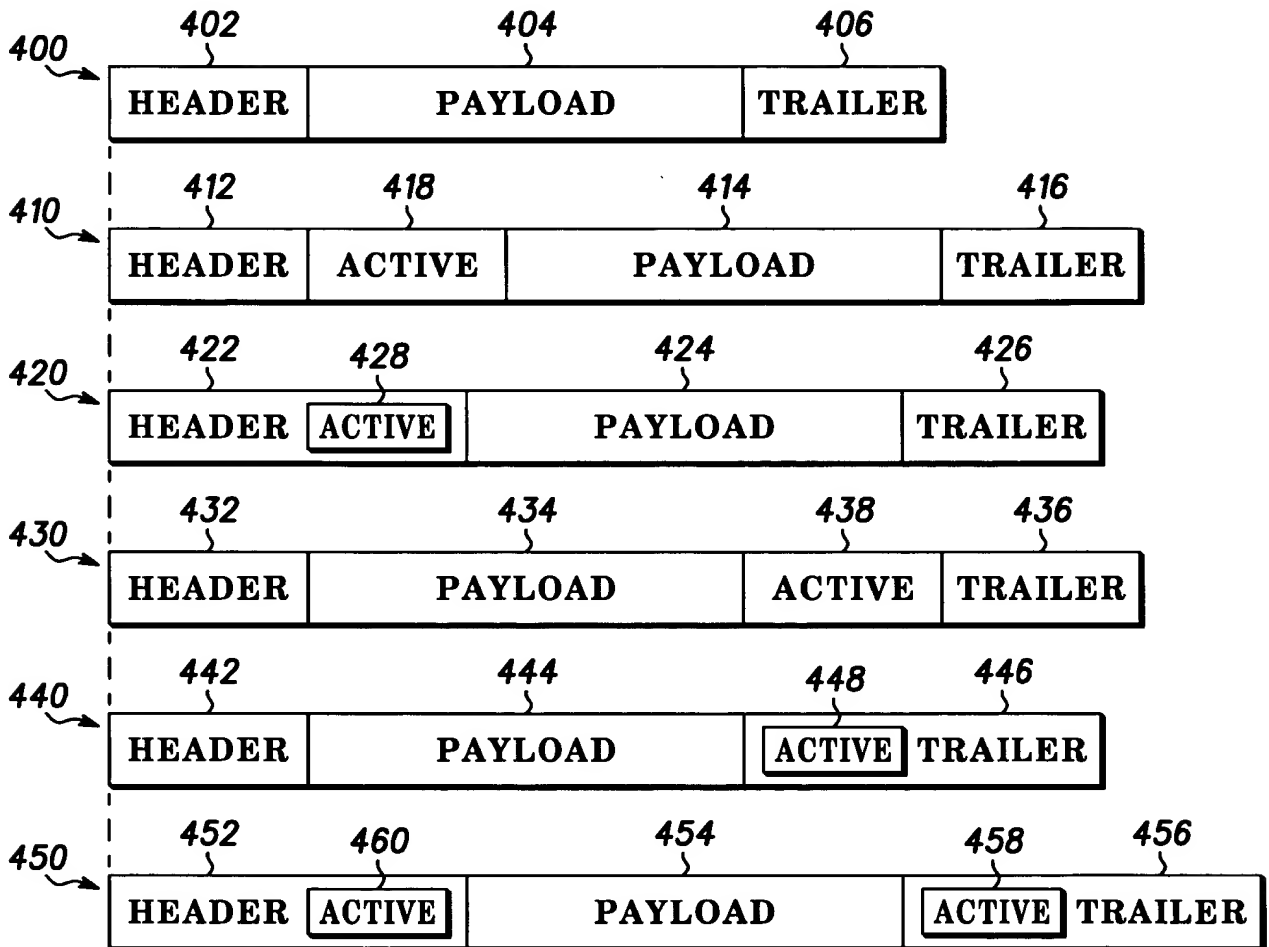 402 404 406
400
HEADER PAYLOAD TRAILER
412 418 414 416
410
HEADER ACTIVE PAYLOAD TRAILER
422 428 424 426
420
HEADER ACTIVE PAYLOAD TRAILER
432 434 438 436
430
HEADER PAYLOAD ACTIVE TRAILER
442 444 448 446
440
HEADER PAYLOAD ACTIVE TRAILER
452 460 454 458 456
450
HEADER ACTIVE PAYLOAD ACTIVE TRAILER